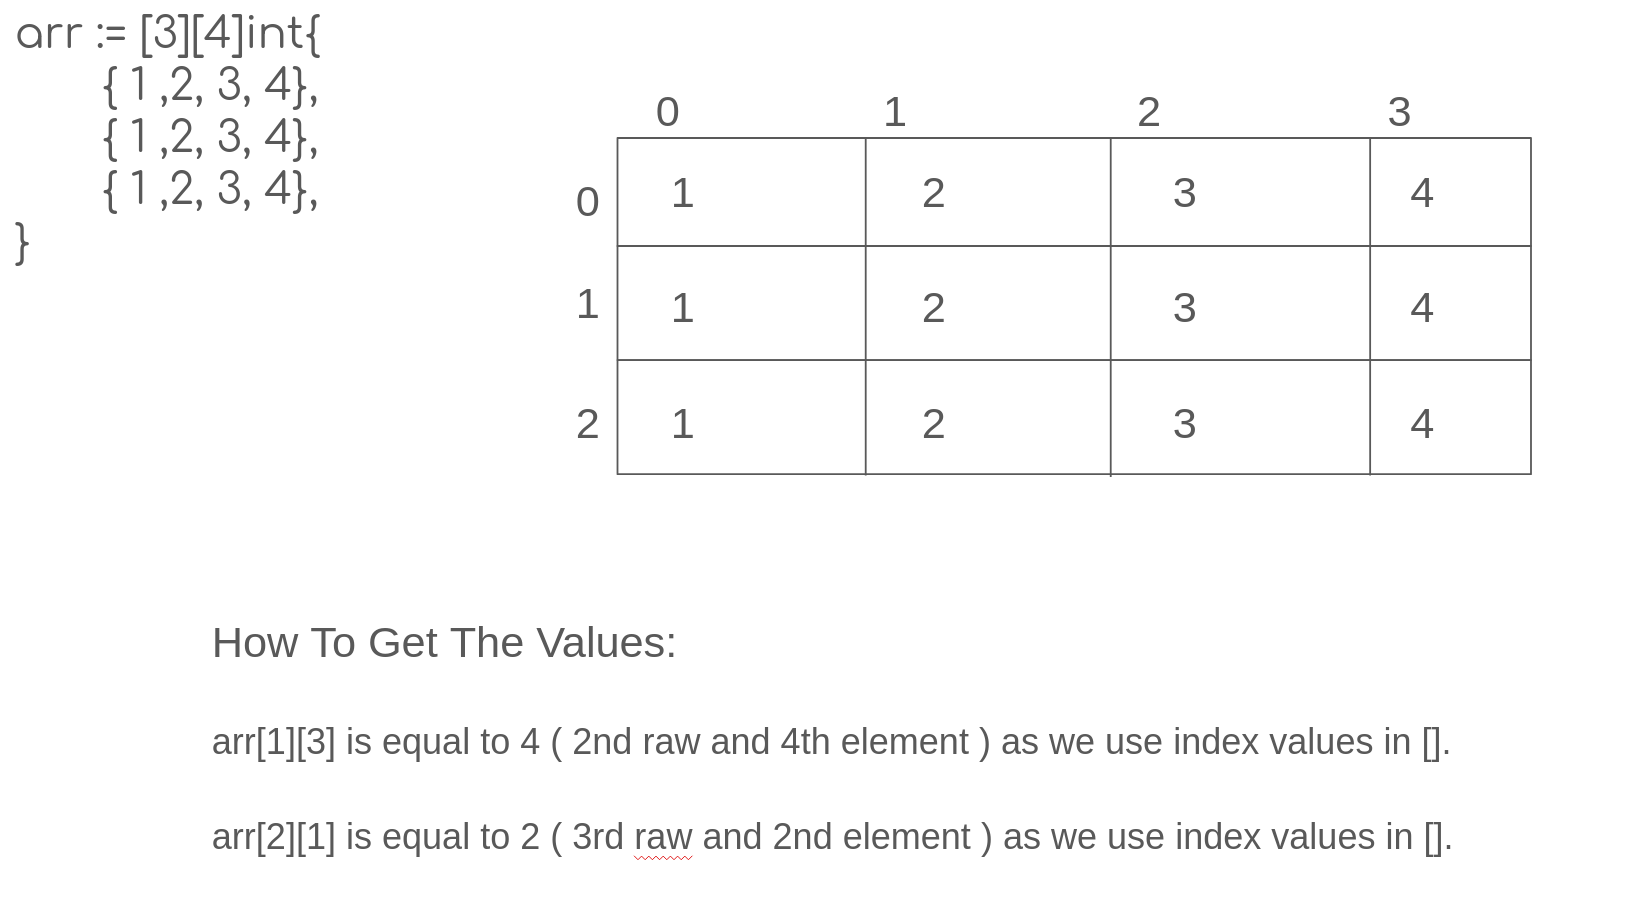 arr := [3][4]int{
{ 1 ,2, 3, 4},
{ 1 ,2, 3, 4},
{ 1 ,2, 3, 4},
}
0 1 2 3
0 1 2 3 4
1 1 2 3 4
2 1 2 3 4
How To Get The Values:
arr[1][3] is equal to 4 ( 2nd raw and 4th element ) as we use index values in [].
arr[2][1] is equal to 2 ( 3rd raw and 2nd element ) as we use index values in [].